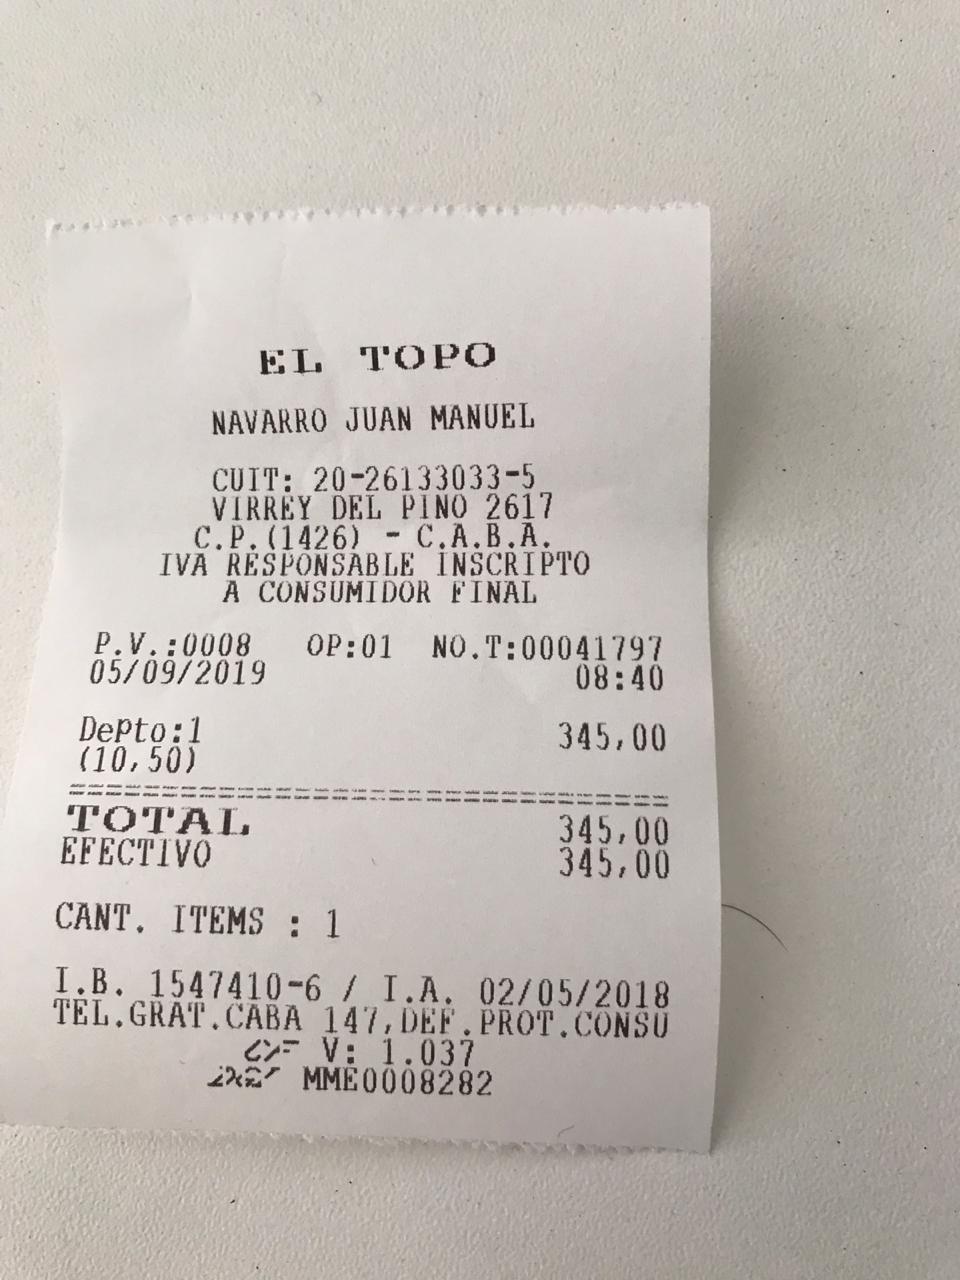 EL TOPO
NAVARRO JUAN MANUEL
CUIT: 20-26133033-5
VIRREY DEL PINO 2617
C.P.(1426) - C.A.B.A.
IVA RESPONSABLE INSCRIPTO
A CONSUMIDOR FINAL
P.V.:0008 OP:01 NO.T:00041797
05/09/2019 08:40
Depto:1 345,00
(10,50)
TOTAL 345,00
EFECTIVO 345,00
CANT. ITEMS : 1
I.B. 1547410-6 / I.A. 02/05/2018
TEL.GRAT.CABA 147,DEF.PROT.CONSU
V: 1.037
MME0008282